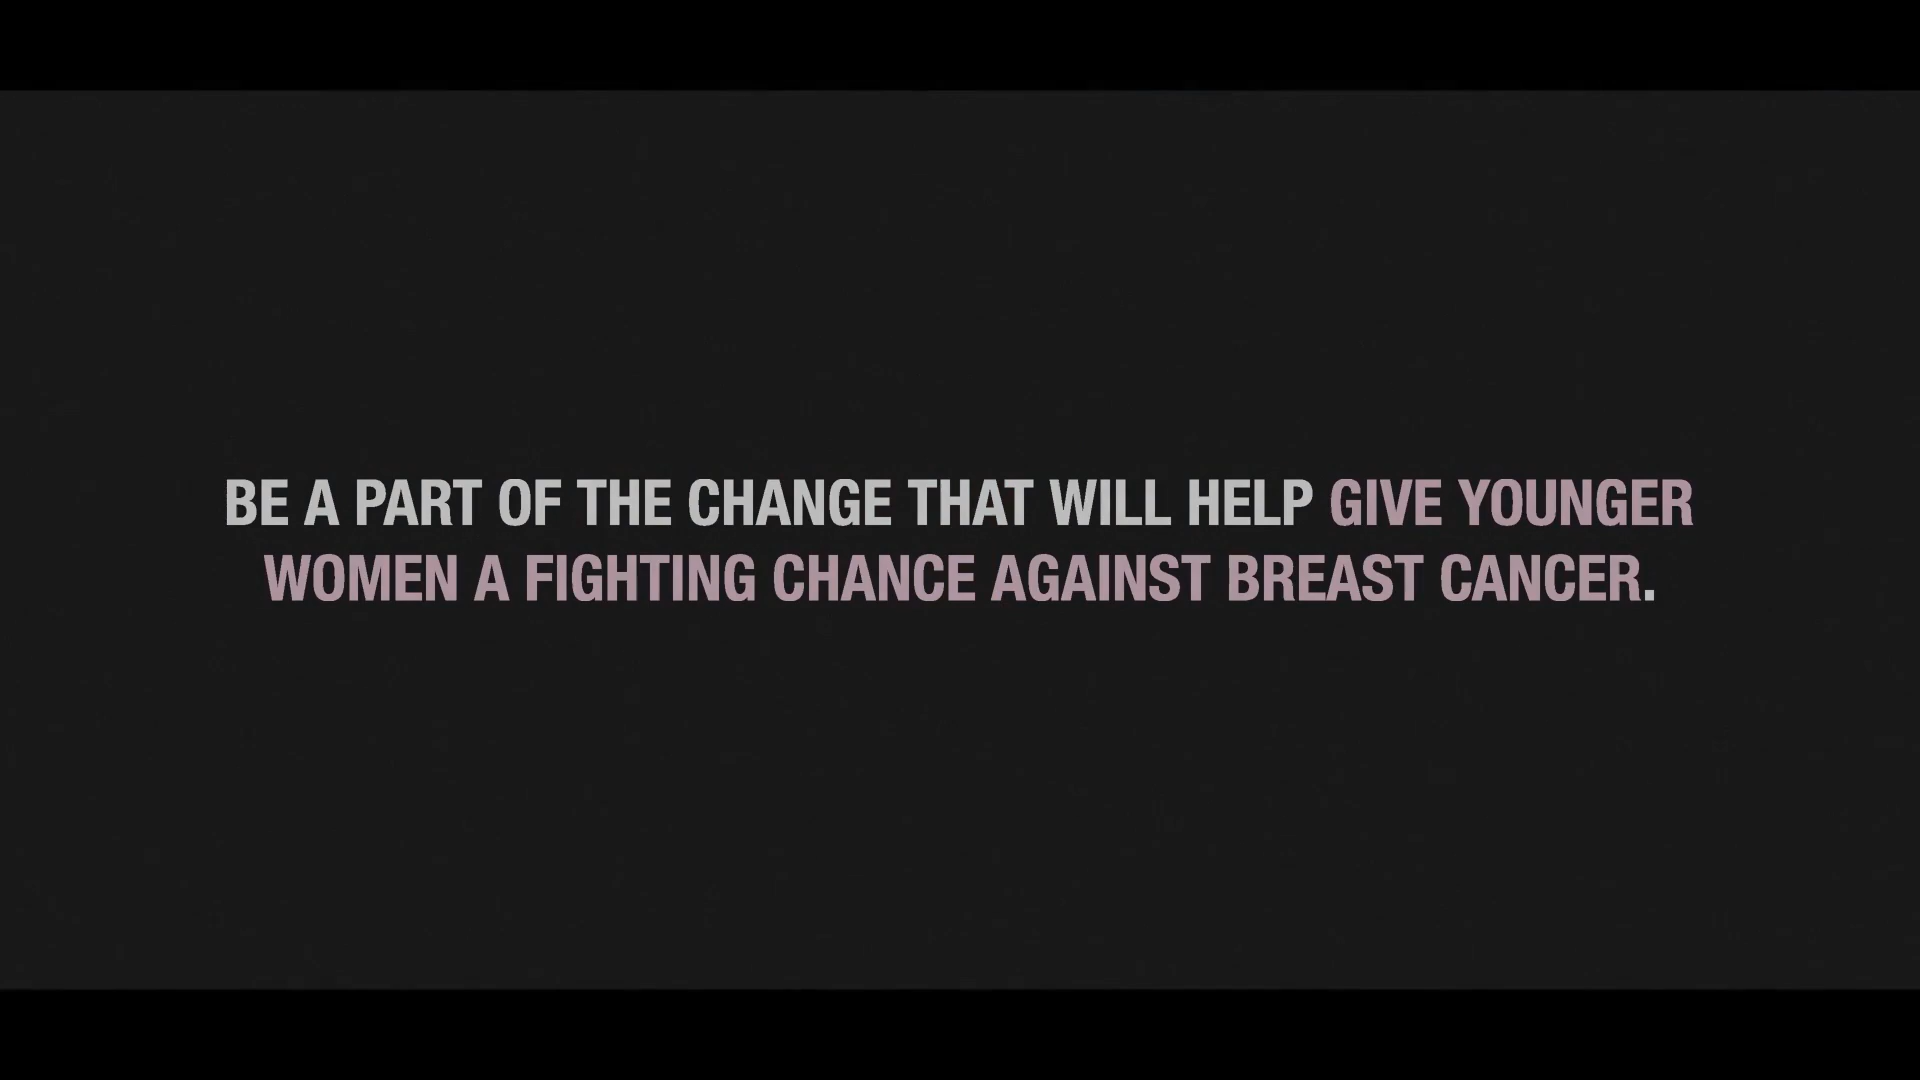 BE A PART OF THE CHANGE THAT WILL HELP GIVE YOUNGER
WOMEN A FIGHTING CHANCE AGAINST BREAST CANCER.